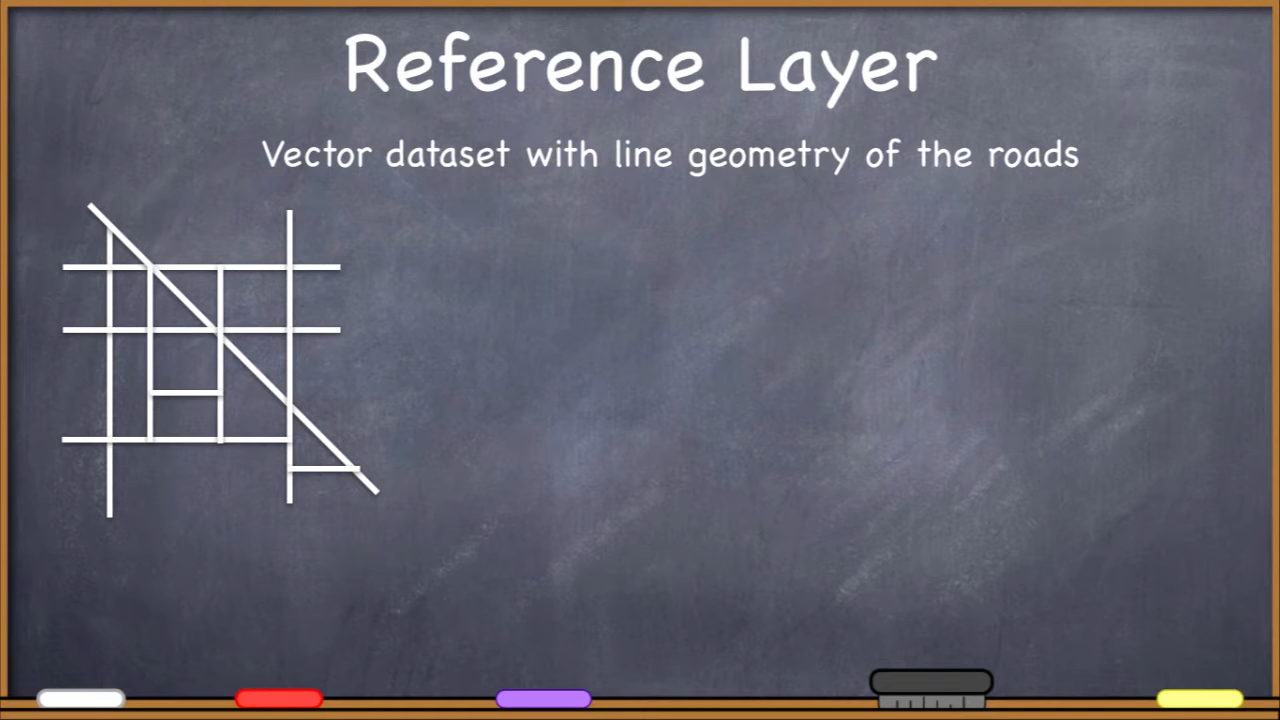 Reference Layer
Vector dataset with line geometry of the roads